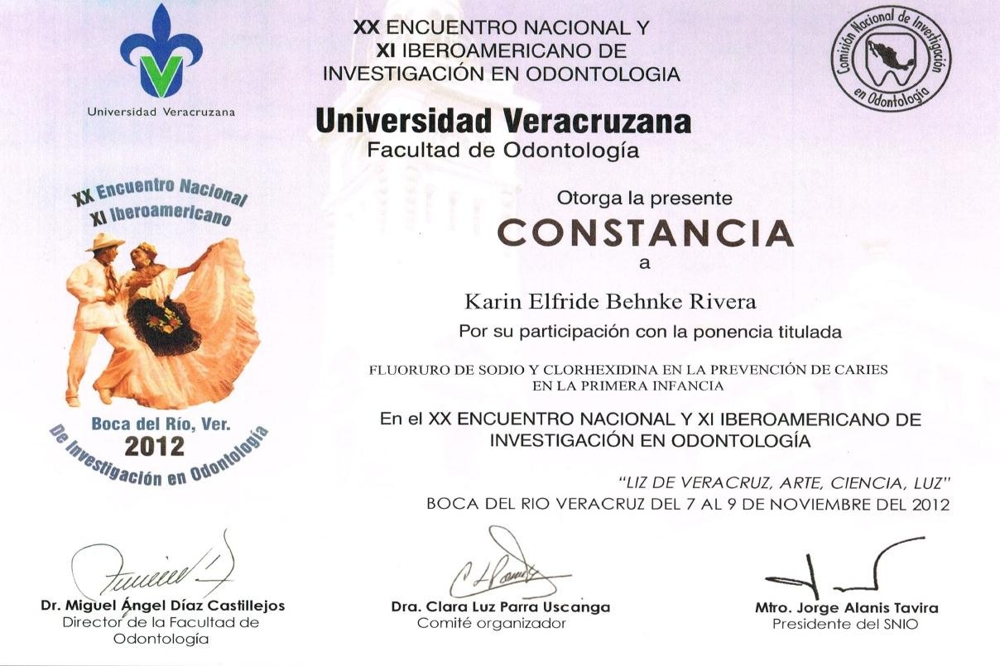 XX ENCUENTRO NACIONAL Y
XI IBEROAMERICANO DE
INVESTIGACIÓN EN ODONTOLOGIA
Universidad Veracruzana
Comisión Nacional de Investigación
en Odontología
Universidad Veracruzana
Facultad de Odontología
XX Encuentro Nacional
XI Iberoamericano
Boca del Río, Ver.
2012
De Investigación en Odontología
Otorga la presente
CONSTANCIA
a
Karin Elfride Behnke Rivera
Por su participación con la ponencia titulada
FLUORURO DE SODIO Y CLORHEXIDINA EN LA PREVENCIÓN DE CARIES
EN LA PRIMERA INFANCIA
En el XX ENCUENTRO NACIONAL Y XI IBEROAMERICANO DE
INVESTIGACIÓN EN ODONTOLOGÍA
“LIZ DE VERACRUZ, ARTE, CIENCIA, LUZ”
BOCA DEL RIO VERACRUZ DEL 7 AL 9 DE NOVIEMBRE DEL 2012
Dr. Miguel Ángel Díaz Castillejos
Director de la Facultad de
Odontología
Dra. Clara Luz Parra Uscanga
Comité organizador
Mtro. Jorge Alanis Tavira
Presidente del SNIO